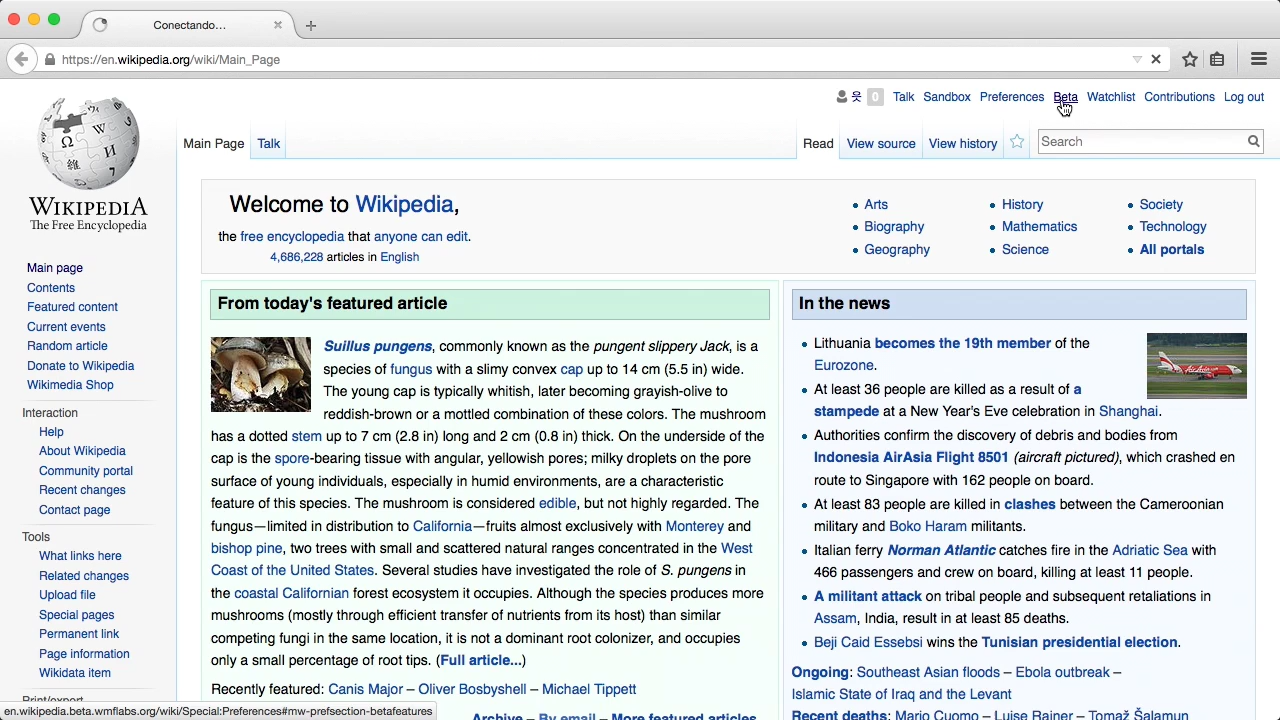 Conectando...
https://en.wikipedia.org/wiki/Main_Page
웃 0 Talk Sandbox Preferences Beta Watchlist Contributions Log out
Main Page Talk Read View source View history Search
WIKIPEDIA
The Free Encyclopedia
Main page
Contents
Featured content
Current events
Random article
Donate to Wikipedia
Wikimedia Shop
Interaction
Help
About Wikipedia
Community portal
Recent changes
Contact page
Tools
What links here
Related changes
Upload file
Special pages
Permanent link
Page information
Wikidata item
Print/export
Welcome to Wikipedia,
the free encyclopedia that anyone can edit.
4,686,228 articles in English
Arts
Biography
Geography
History
Mathematics
Science
Society
Technology
All portals
From today's featured article
Suillus pungens, commonly known as the pungent slippery Jack, is a
species of fungus with a slimy convex cap up to 14 cm (5.5 in) wide.
The young cap is typically whitish, later becoming grayish-olive to
reddish-brown or a mottled combination of these colors. The mushroom
has a dotted stem up to 7 cm (2.8 in) long and 2 cm (0.8 in) thick. On the underside of the
cap is the spore-bearing tissue with angular, yellowish pores; milky droplets on the pore
surface of young individuals, especially in humid environments, are a characteristic
feature of this species. The mushroom is considered edible, but not highly regarded. The
fungus—limited in distribution to California—fruits almost exclusively with Monterey and
bishop pine, two trees with small and scattered natural ranges concentrated in the West
Coast of the United States. Several studies have investigated the role of S. pungens in
the coastal Californian forest ecosystem it occupies. Although the species produces more
mushrooms (mostly through efficient transfer of nutrients from its host) than similar
competing fungi in the same location, it is not a dominant root colonizer, and occupies
only a small percentage of root tips. (Full article...)
Recently featured: Canis Major – Oliver Bosbyshell – Michael Tippett
Archive – By email – More featured articles...
In the news
Lithuania becomes the 19th member of the
Eurozone.
At least 36 people are killed as a result of a
stampede at a New Year's Eve celebration in Shanghai.
Authorities confirm the discovery of debris and bodies from
Indonesia AirAsia Flight 8501 (aircraft pictured), which crashed en
route to Singapore with 162 people on board.
At least 83 people are killed in clashes between the Cameroonian
military and Boko Haram militants.
Italian ferry Norman Atlantic catches fire in the Adriatic Sea with
466 passengers and crew on board, killing at least 11 people.
A militant attack on tribal people and subsequent retaliations in
Assam, India, result in at least 85 deaths.
Beji Caid Essebsi wins the Tunisian presidential election.
Ongoing: Southeast Asian floods – Ebola outbreak –
Islamic State of Iraq and the Levant
Recent deaths: Mario Cuomo – Luise Rainer – Tomaž Šalamun
en.wikipedia.beta.wmflabs.org/wiki/Special:Preferences#mw-prefsection-betafeatures